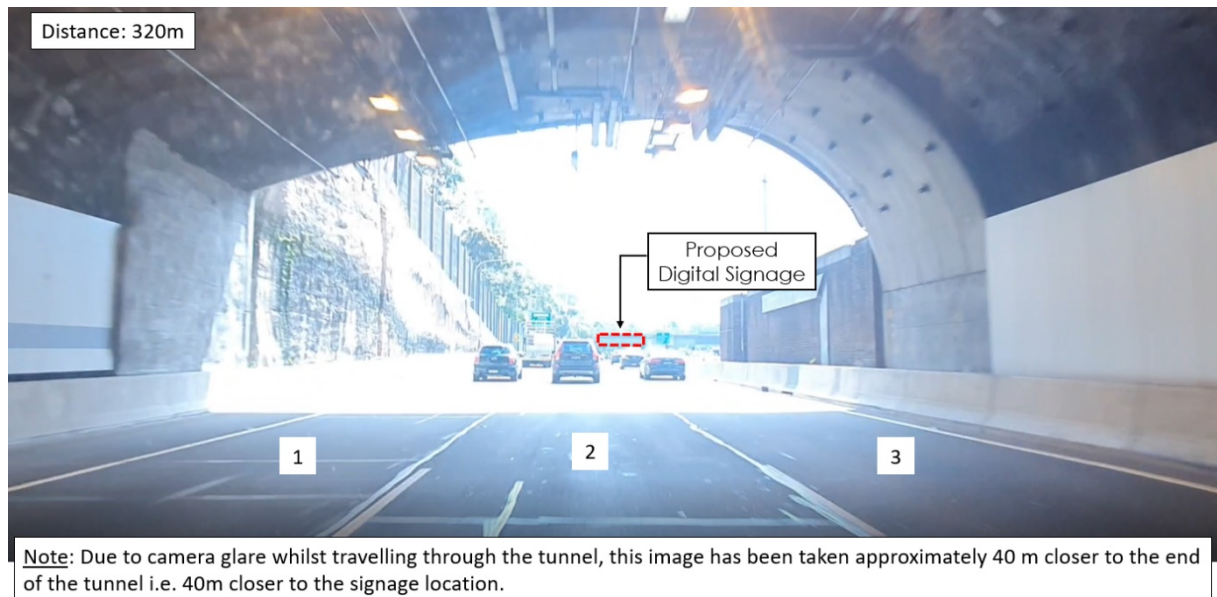 Distance: 320m
Proposed
Digital Signage
1
2
3
Note: Due to camera glare whilst travelling through the tunnel, this image has been taken approximately 40 m closer to the end
of the tunnel i.e. 40m closer to the signage location.